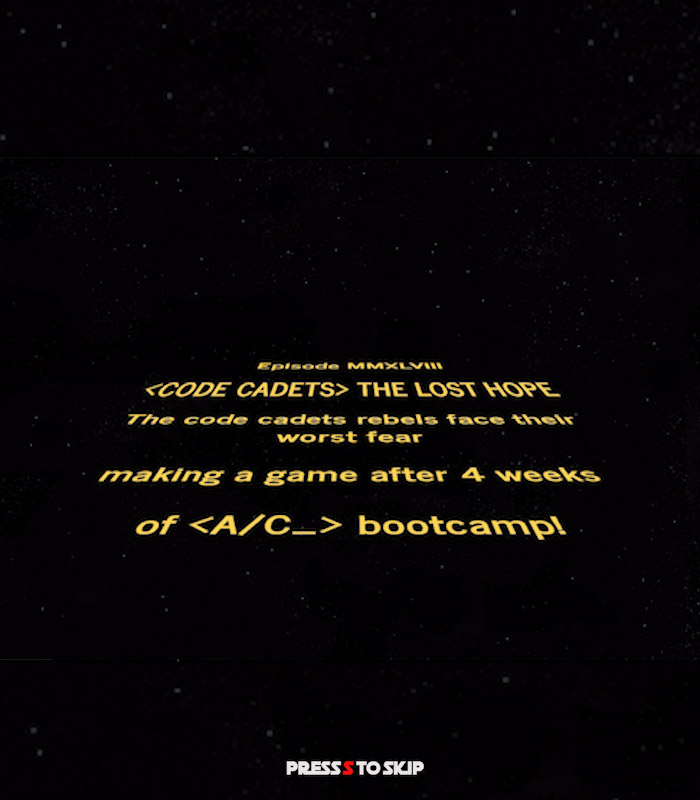 Episode MMXLVIII
<CODE CADETS> THE LOST HOPE
The code cadets rebels face their
worst fear
making a game after 4 weeks
of <A/C_> bootcamp!
PRESS S TO SKIP